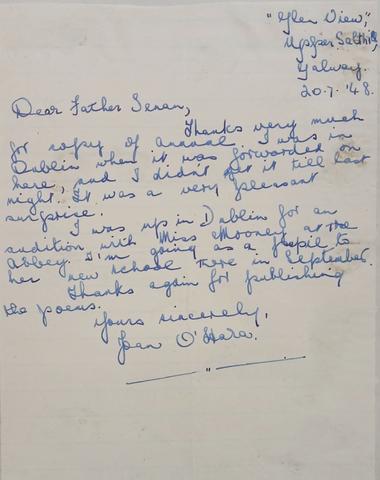 "Glen View",
Upper Salthill,
Galway.
20.7.'48.
Dear Father Senan,
Thanks very much
for copy of annual. I was in
Dublin when it was forwarded on
here, and I didn't get it till last
night. It was a very pleasant
surprise.
I was up in Dublin for an
audition with Miss Mooney at the
Abbey. I'm going as a pupil to
her new school there in September.
Thanks again for publishing
the poems.
Yours sincerely,
Joan O'Hara.
"